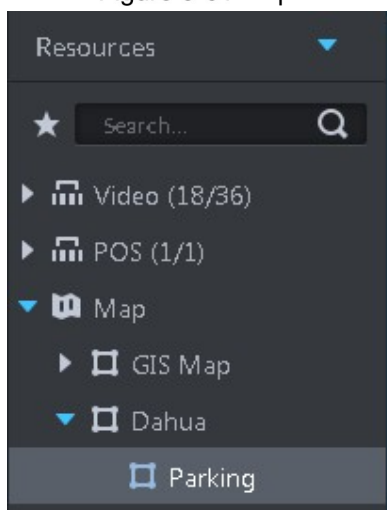 Resources
Search...
Video (18/36)
POS (1/1)
Map
GIS Map
Dahua
Parking